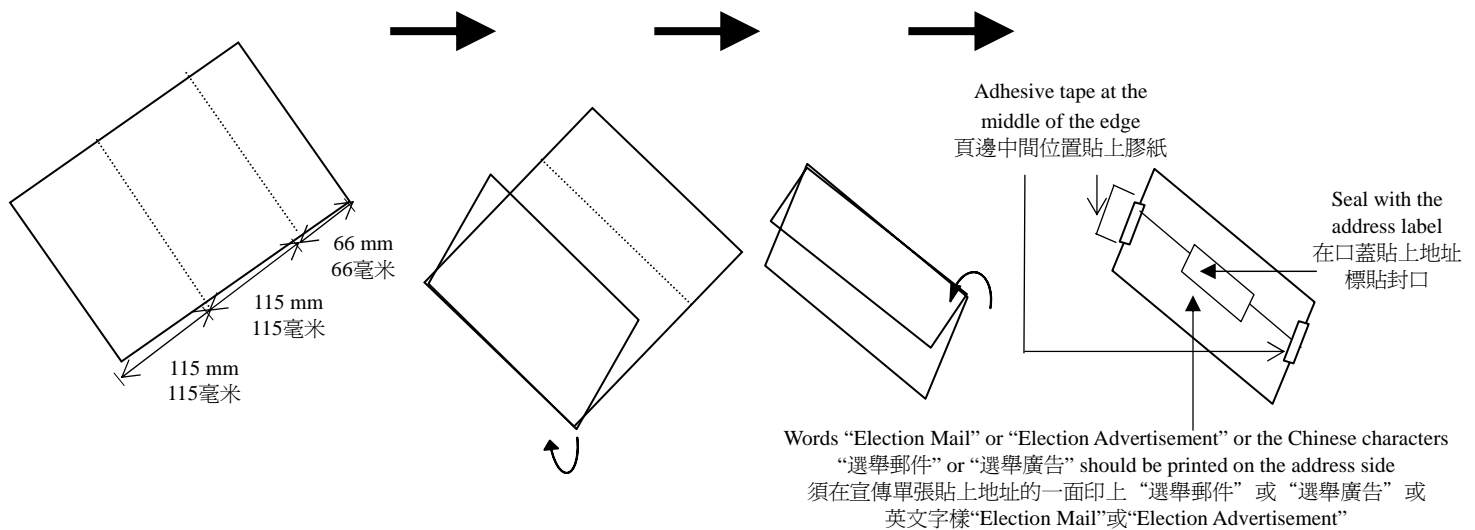 Adhesive tape at the
middle of the edge
頁邊中間位置貼上膠紙
Seal with the
address label
在口蓋貼上地址
標貼封口
66 mm
66毫米
115 mm
115毫米
115 mm
115毫米
Words “Election Mail” or “Election Advertisement” or the Chinese characters
“選舉郵件” or “選舉廣告” should be printed on the address side
須在宣傳單張貼上地址的一面印上“選舉郵件”或“選舉廣告”或
英文字樣“Election Mail”或“Election Advertisement”